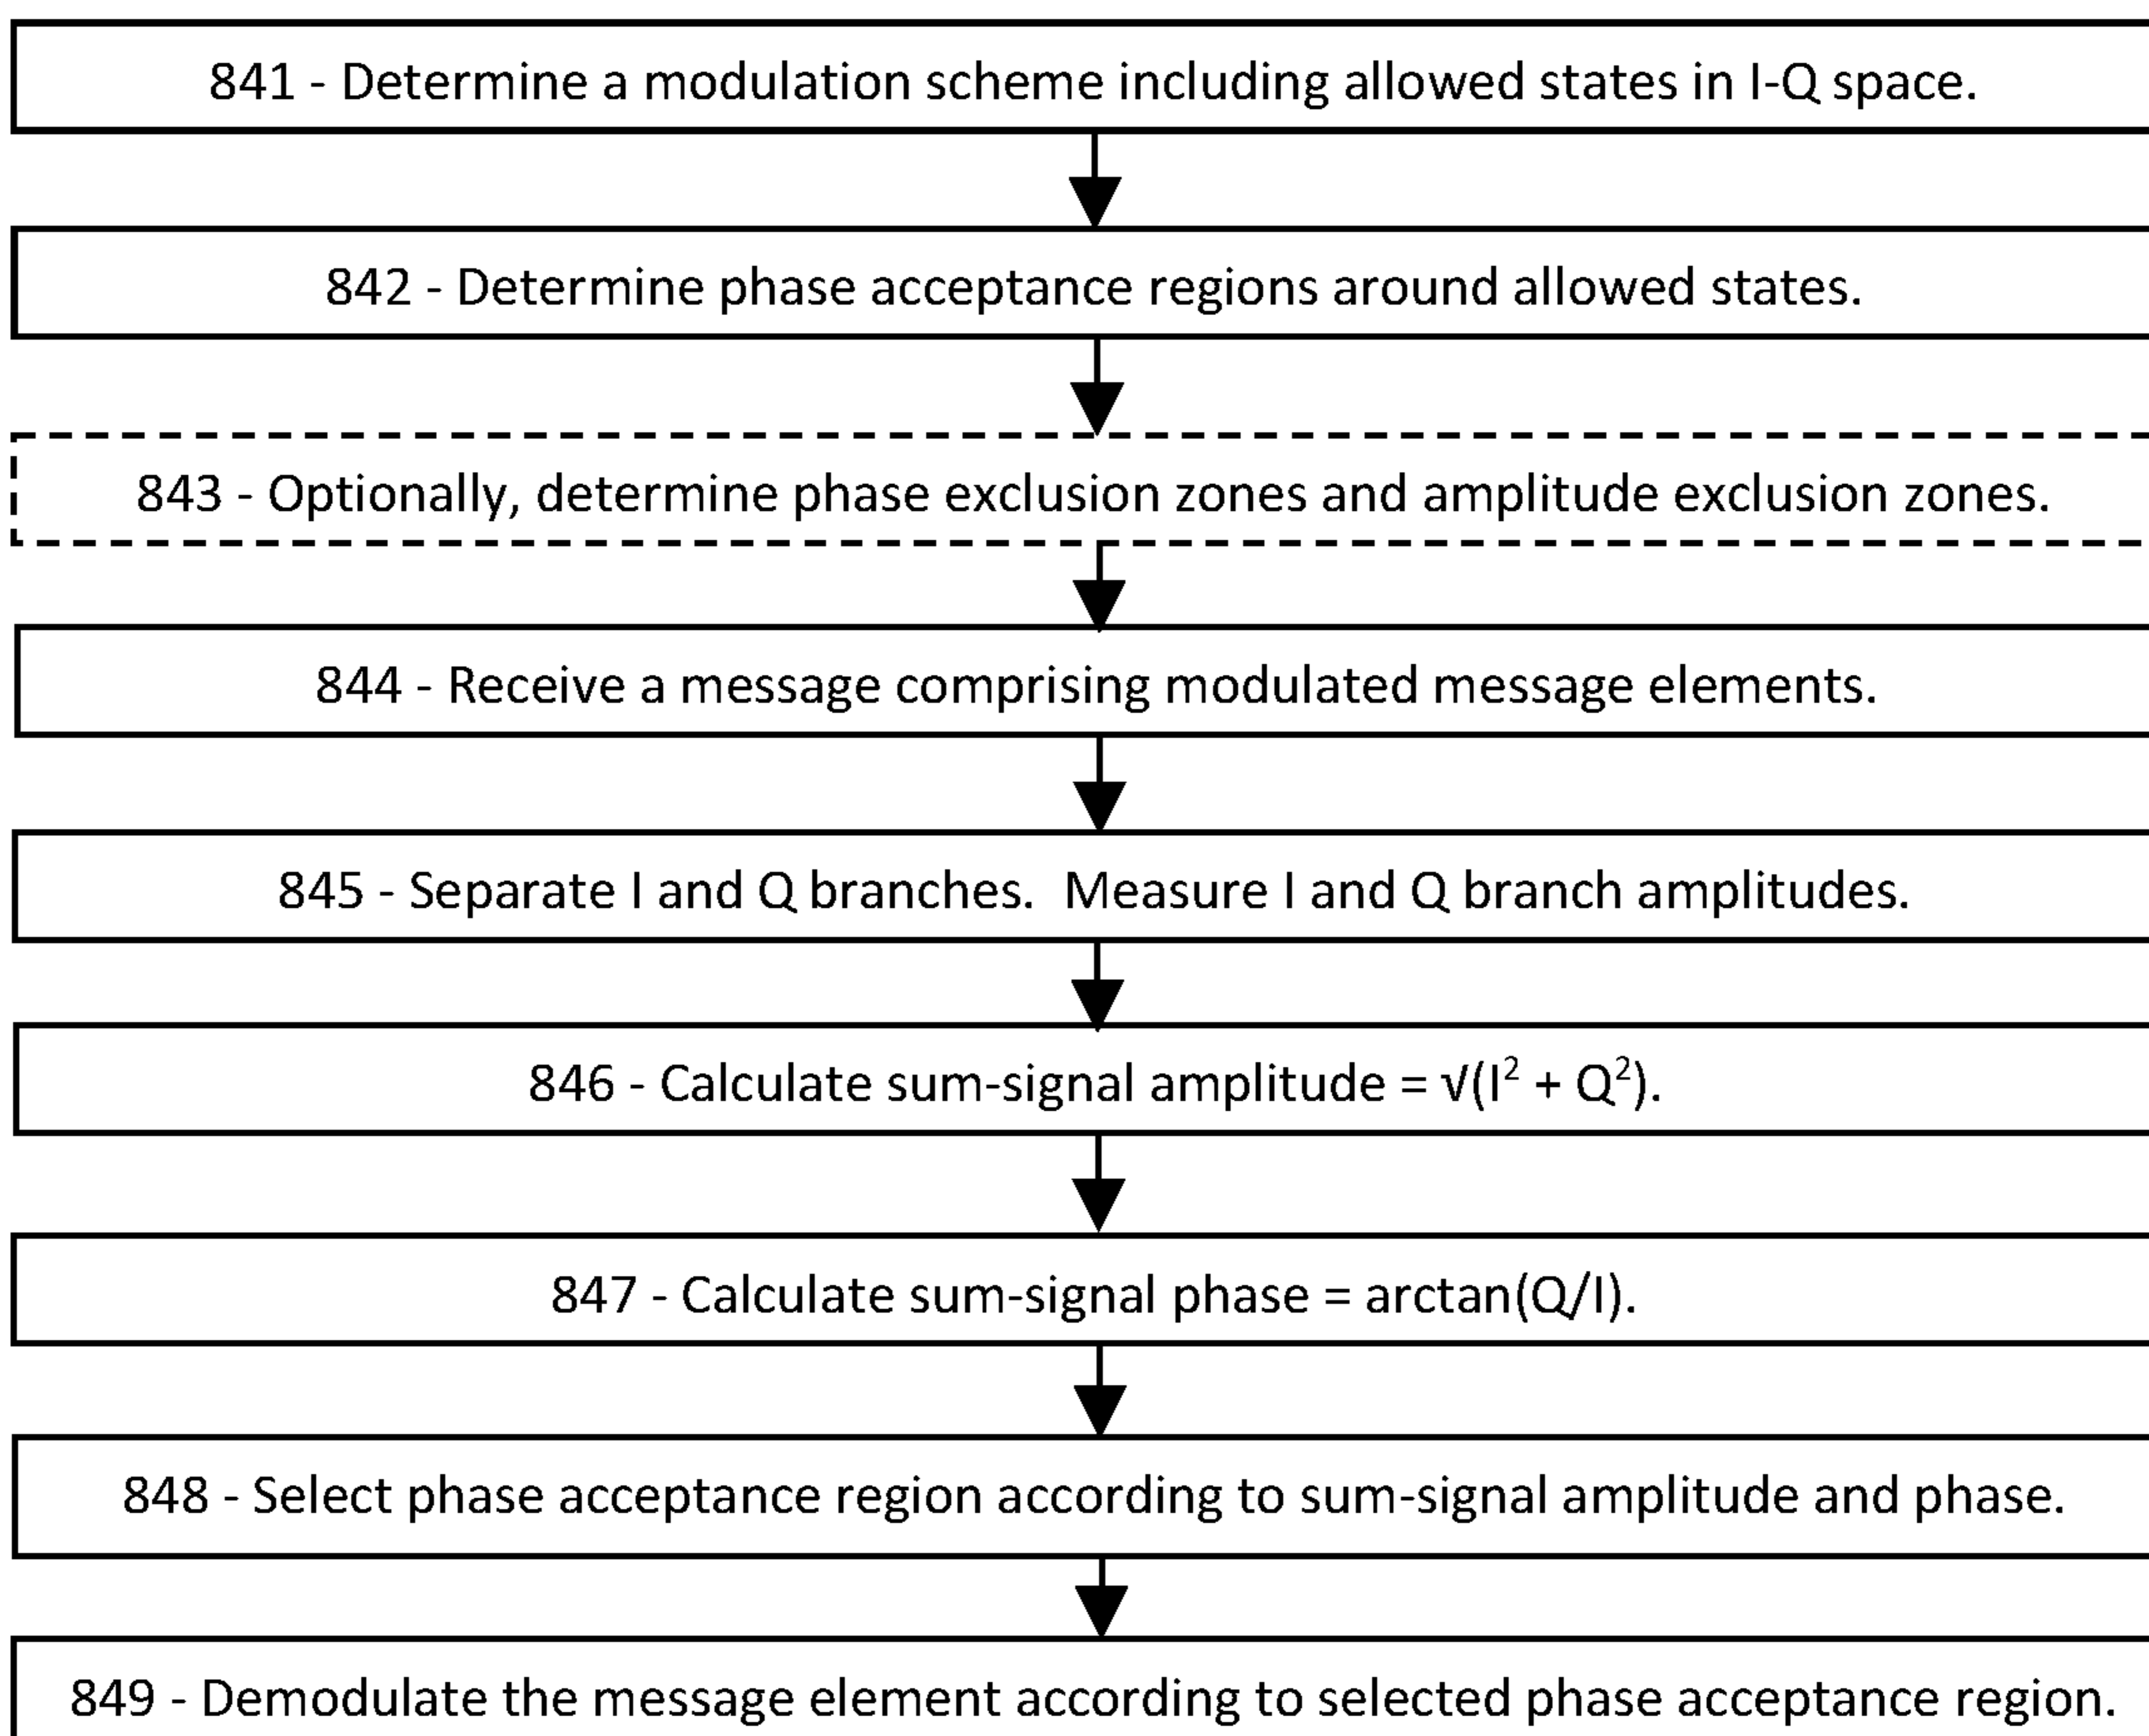 841 - Determine a modulation scheme including allowed states in I-Q space.
842 - Determine phase acceptance regions around allowed states.
843 - Optionally, determine phase exclusion zones and amplitude exclusion zones.
844 - Receive a message comprising modulated message elements.
845 - Separate I and Q branches.  Measure I and Q branch amplitudes.
846 - Calculate sum-signal amplitude = √(I² + Q²).
847 - Calculate sum-signal phase = arctan(Q/I).
848 - Select phase acceptance region according to sum-signal amplitude and phase.
849 - Demodulate the message element according to selected phase acceptance region.